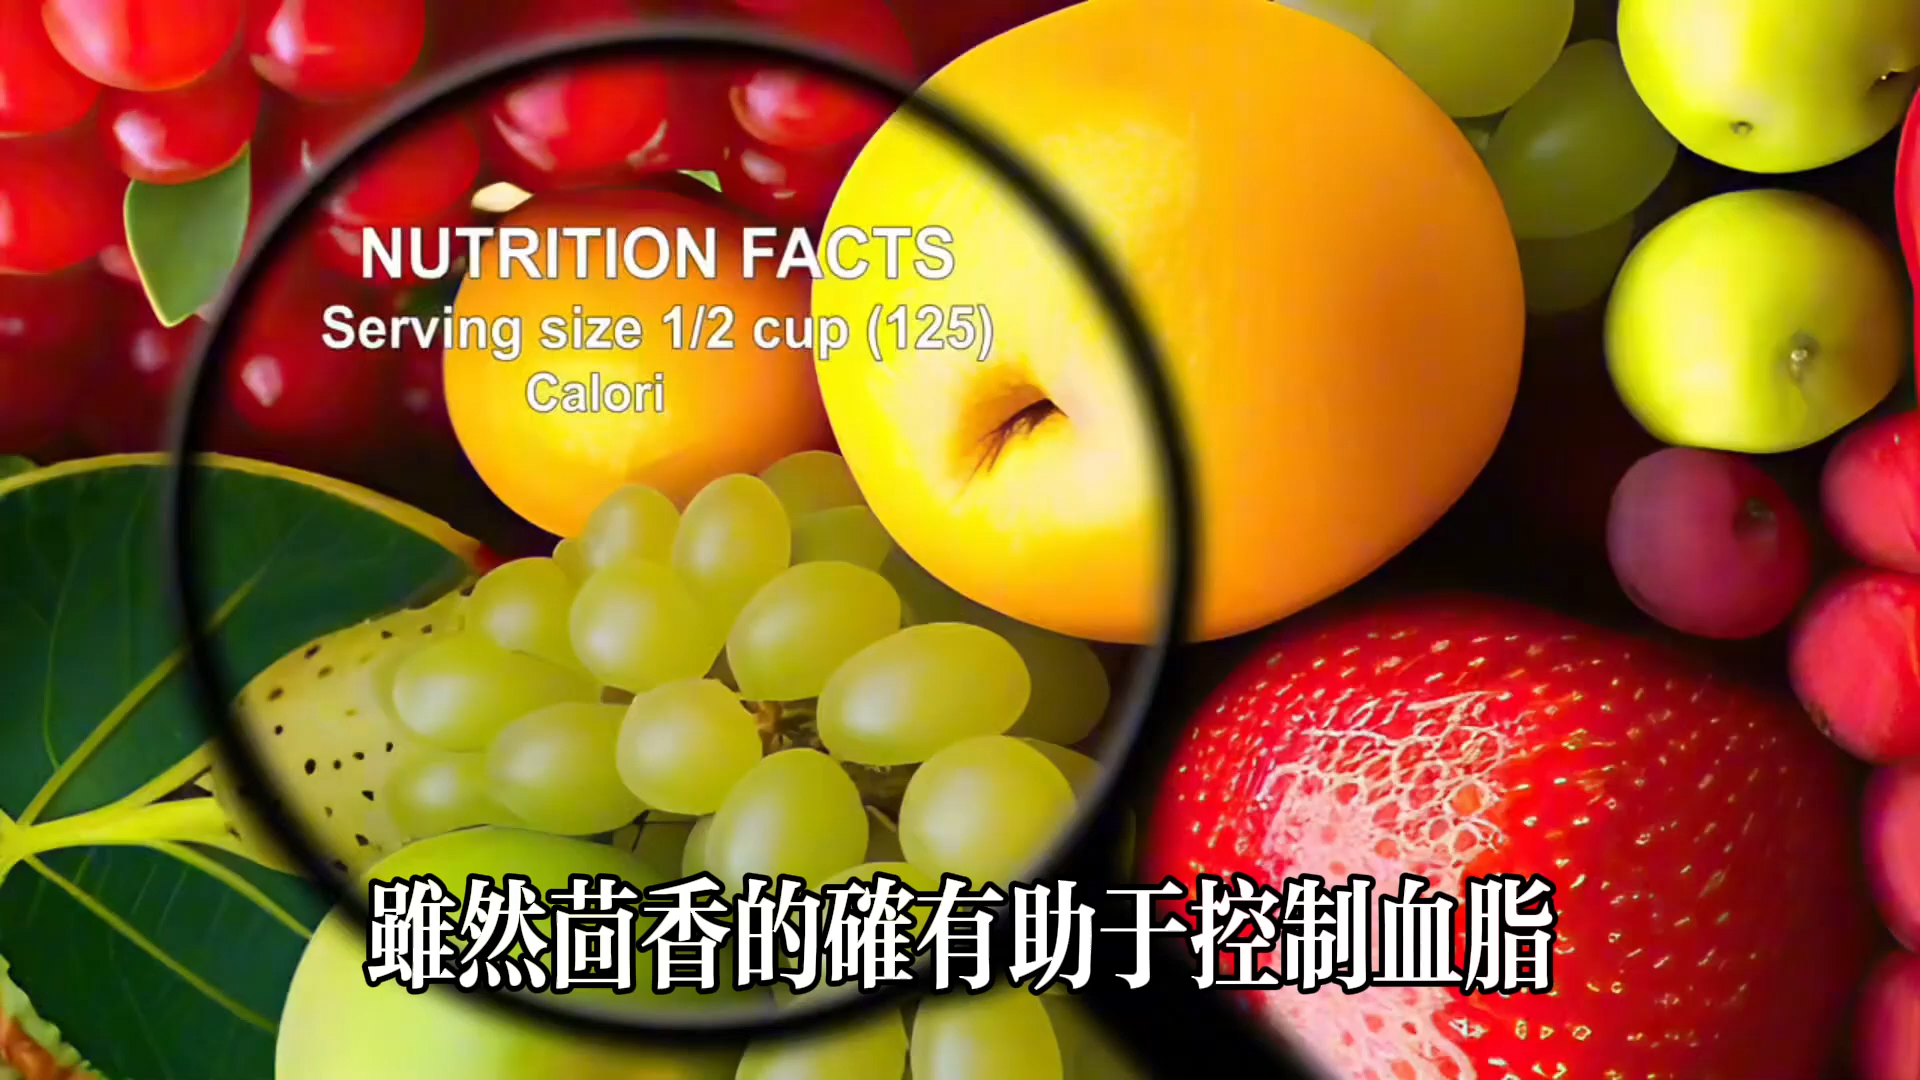 NUTRITION FACTS
Serving size 1/2 cup (125)
Calori
雖然茴香的確有助于控制血脂